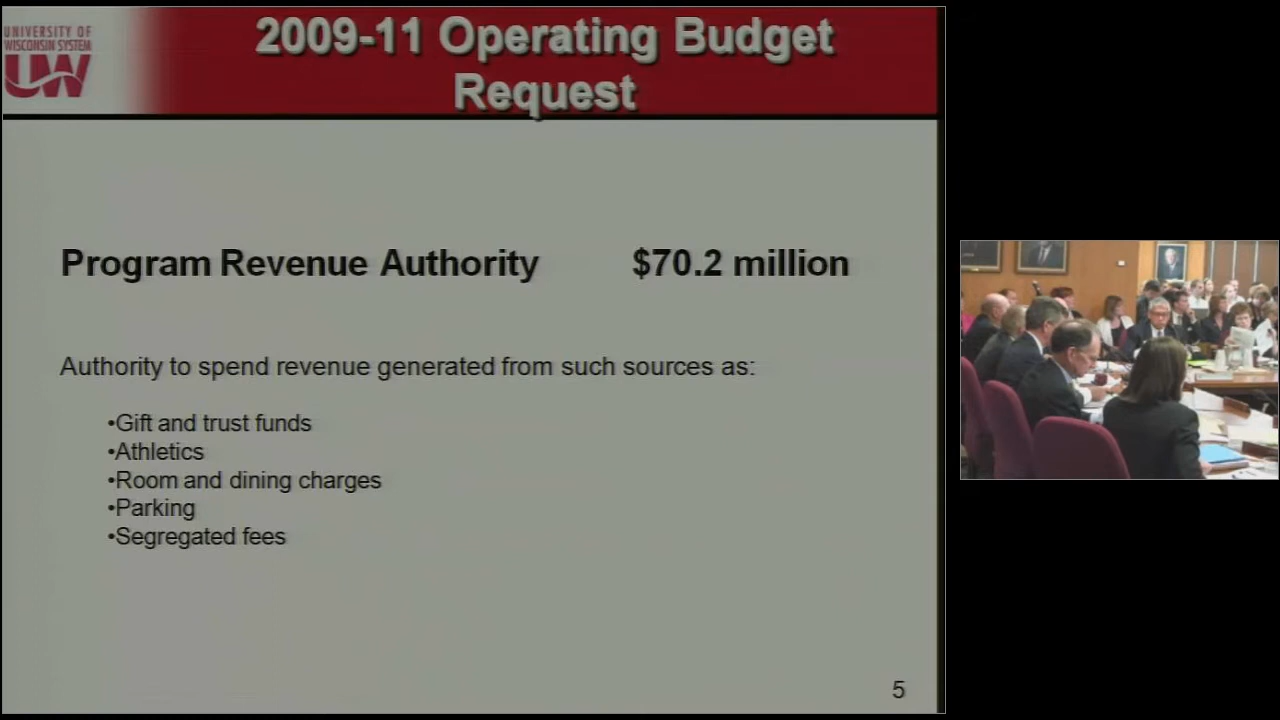 UNIVERSITY OF
WISCONSIN SYSTEM
UW
2009-11 Operating Budget
Request
Program Revenue Authority $70.2 million
Authority to spend revenue generated from such sources as:
•Gift and trust funds
•Athletics
•Room and dining charges
•Parking
•Segregated fees
5